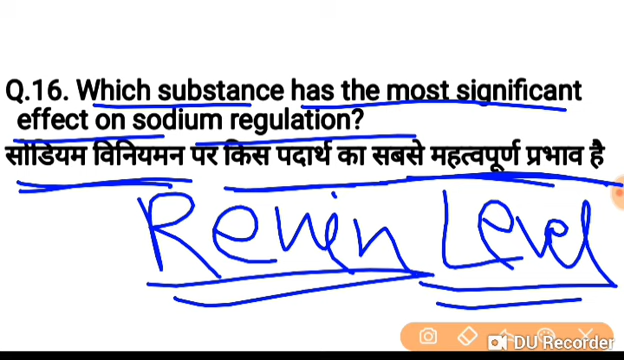 Q.16. Which substance has the most significant
effect on sodium regulation?
सोडियम विनियमन पर किस पदार्थ का सबसे महत्वपूर्ण प्रभाव है
Renin Level
DU Recorder